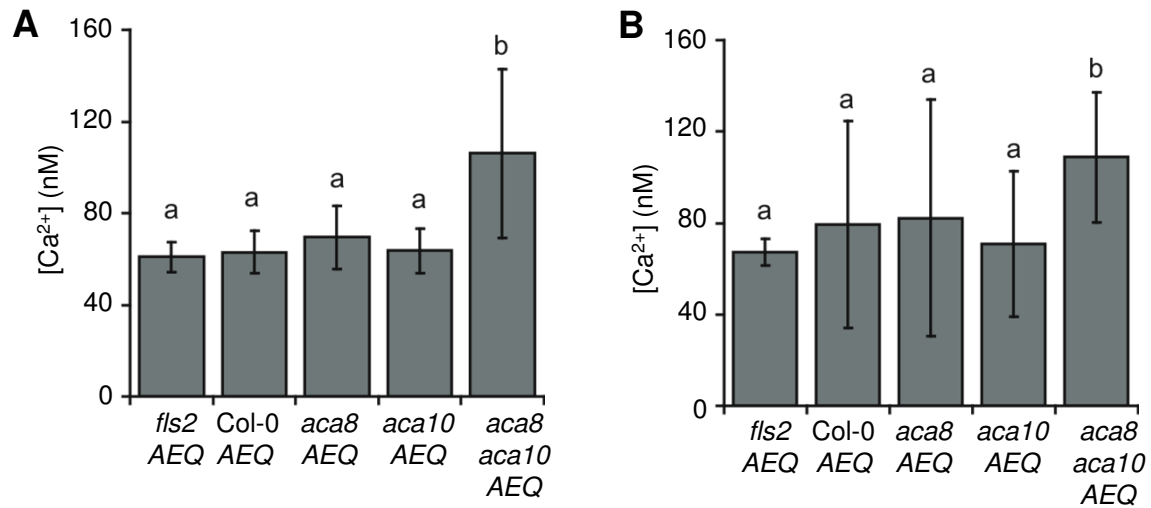 A
160
120
80
40
0
[Ca²⁺] (nM)
a
a
a
a
b
fls2 Col-0 aca8 aca10 aca8
AEQ AEQ AEQ AEQ aca10
AEQ
B
160
120
80
40
0
[Ca²⁺] (nM)
a
a
a
a
b
fls2 Col-0 aca8 aca10 aca8
AEQ AEQ AEQ AEQ aca10
AEQ